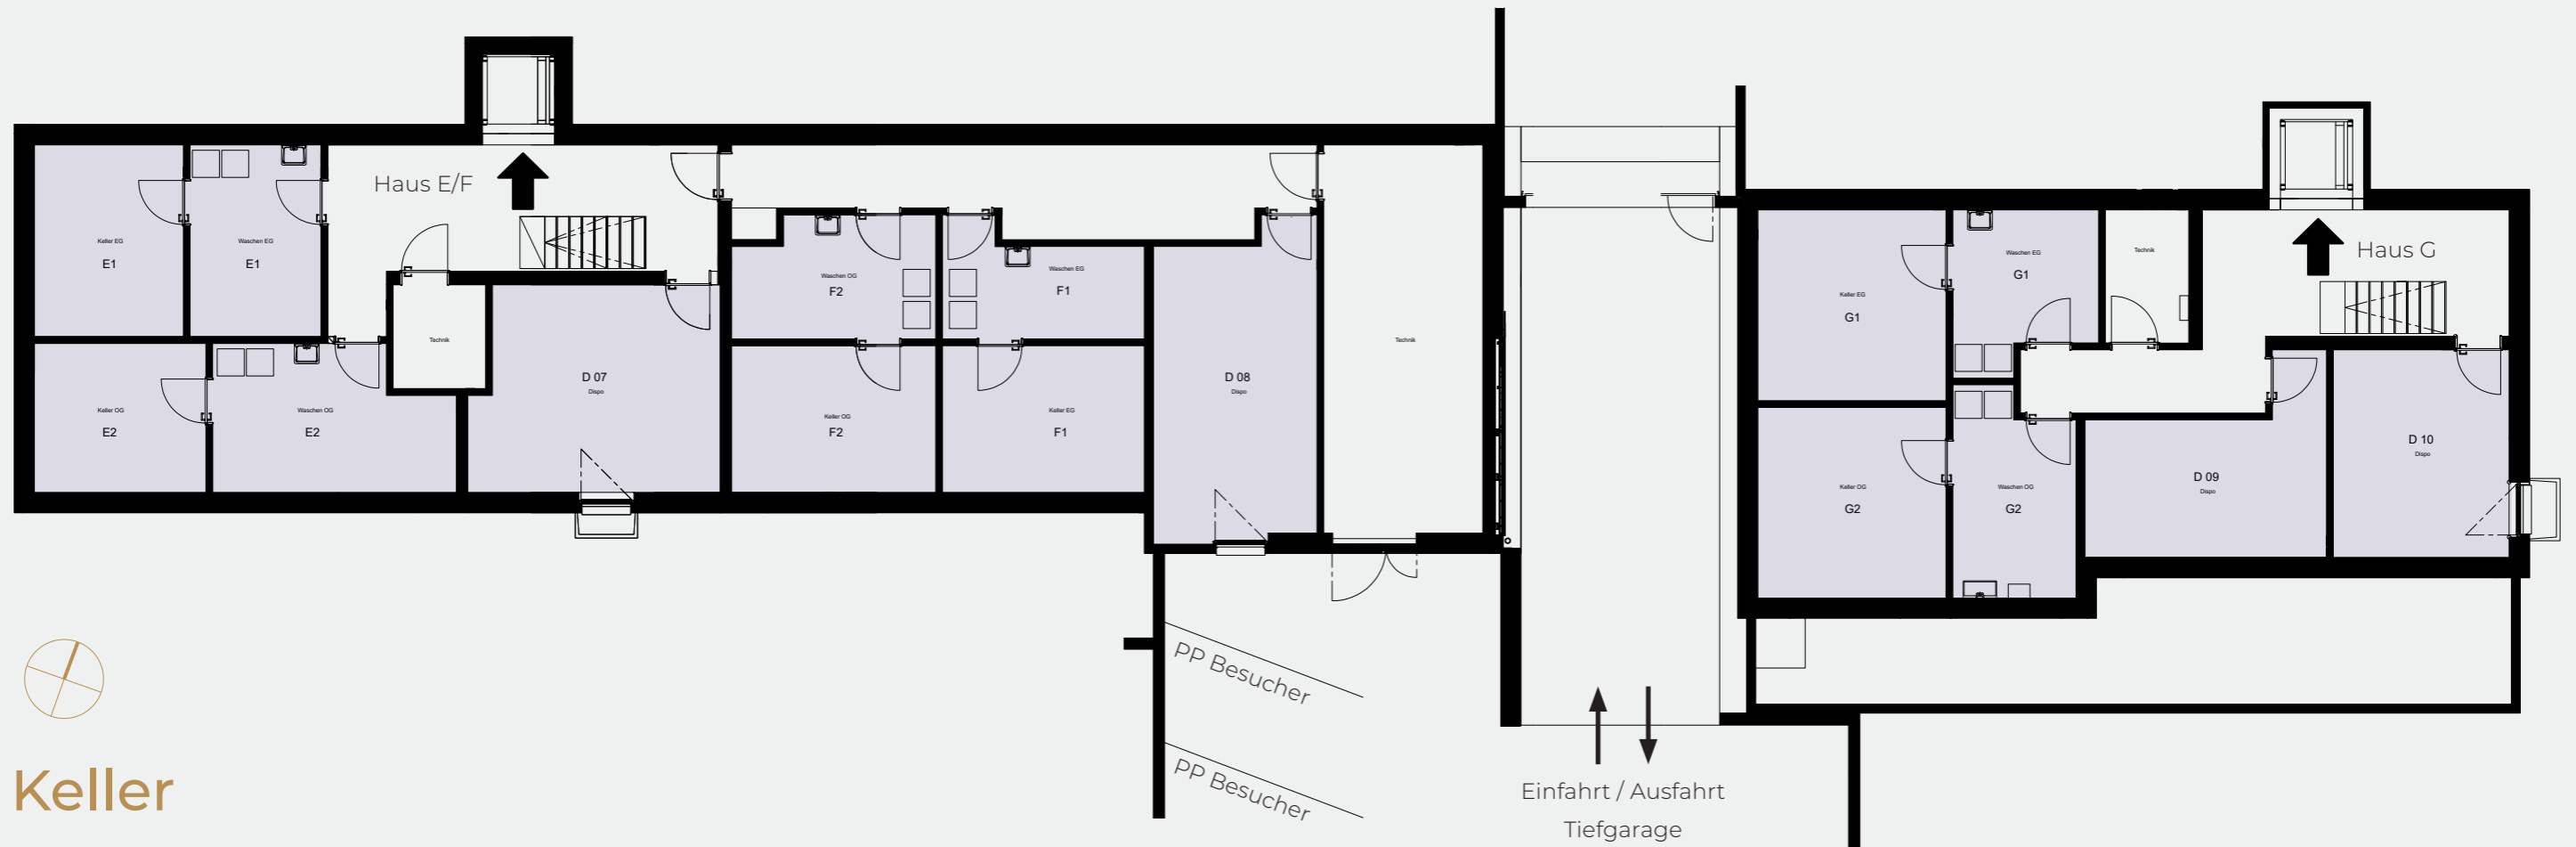 Haus E/F
Keller EG
E1
Waschen EG
E1
Keller OG
E2
Waschen OG
E2
Technik
D 07
Dispo
Waschen OG
F2
Waschen EG
F1
Keller OG
F2
Keller EG
F1
D 08
Dispo
Technik
Keller EG
G1
Waschen EG
G1
Technik
Haus G
Keller OG
G2
Waschen OG
G2
D 09
Dispo
D 10
Dispo
PP Besucher
PP Besucher
Einfahrt / Ausfahrt
Tiefgarage
Keller